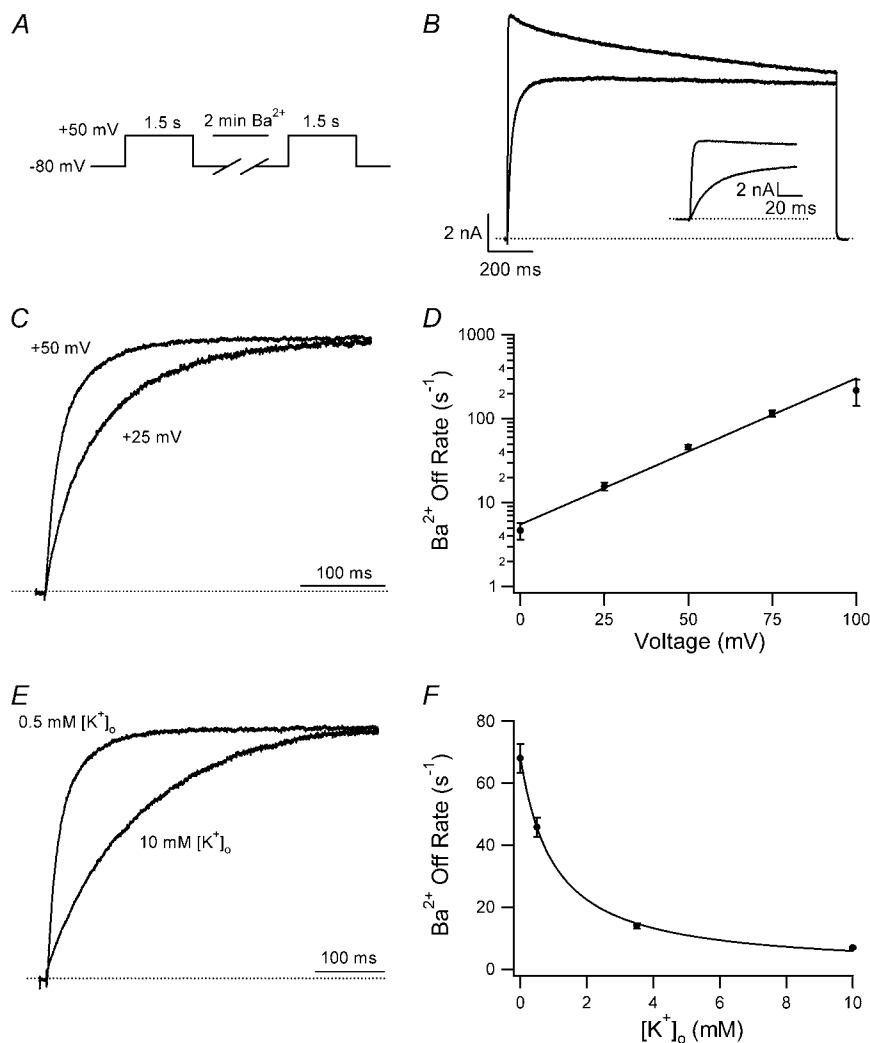 A
+50 mV
1.5 s
2 min Ba²⁺
1.5 s
-80 mV
B
2 nA
200 ms
2 nA
20 ms
C
+50 mV
+25 mV
100 ms
D
Ba²⁺ Off Rate (s⁻¹)
1000
4
2
100
4
2
10
4
2
1
0 25 50 75 100
Voltage (mV)
E
0.5 mM [K⁺]ₒ
10 mM [K⁺]ₒ
100 ms
F
Ba²⁺ Off Rate (s⁻¹)
80
60
40
20
0
0 2 4 6 8 10
[K⁺]ₒ (mM)